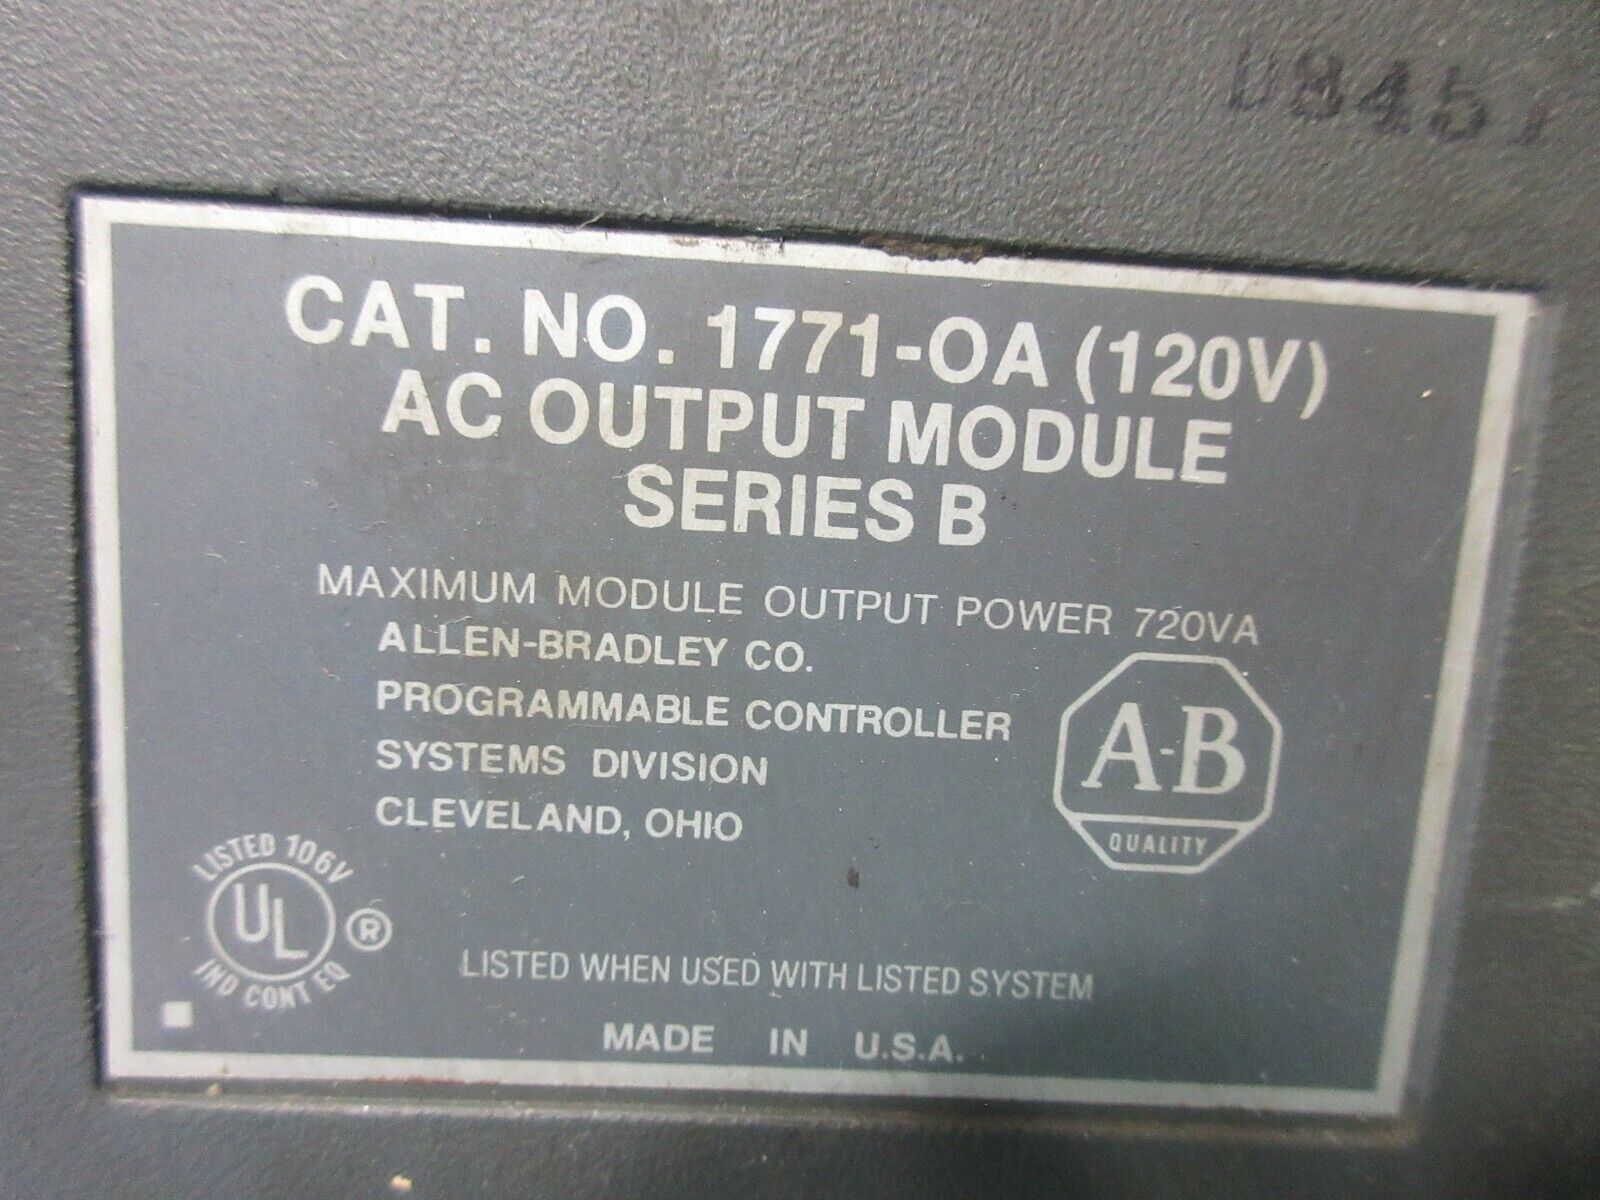 CAT. NO. 1771-OA (120V)
AC OUTPUT MODULE
SERIES B
MAXIMUM MODULE OUTPUT POWER 720VA
ALLEN-BRADLEY CO.
PROGRAMMABLE CONTROLLER
SYSTEMS DIVISION
CLEVELAND, OHIO
A-B
QUALITY
LISTED 106V
UL ®
IND CONT EQ
LISTED WHEN USED WITH LISTED SYSTEM
MADE IN U.S.A.